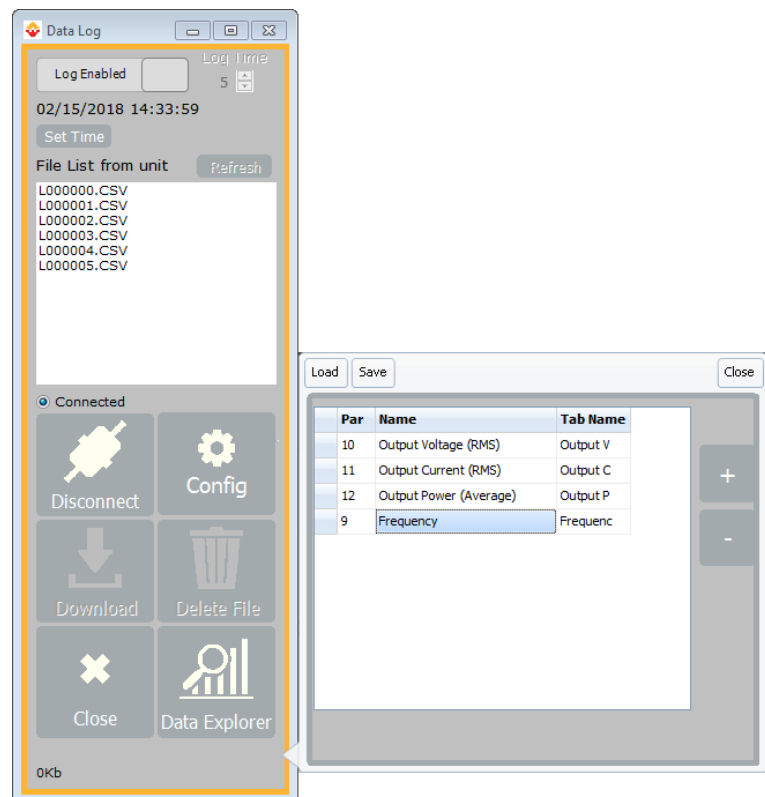 Data Log
Log Enabled
Log Time
5
02/15/2018 14:33:59
Set Time
File List from unit
Refresh
L000000.CSV
L000001.CSV
L000002.CSV
L000003.CSV
L000004.CSV
L000005.CSV
Connected
Disconnect
Config
Download
Delete File
Close
Data Explorer
0Kb
Load Save Close
Par Name Tab Name
10 Output Voltage (RMS) Output V
11 Output Current (RMS) Output C
12 Output Power (Average) Output P
9 Frequency Frequenc
+
-